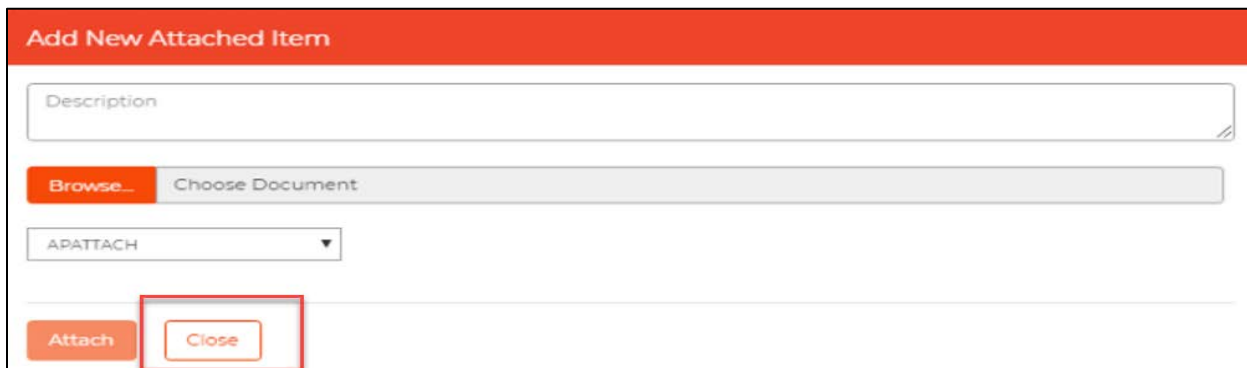 Add New Attached Item
Description
Browse... Choose Document
APATTACH
Attach Close